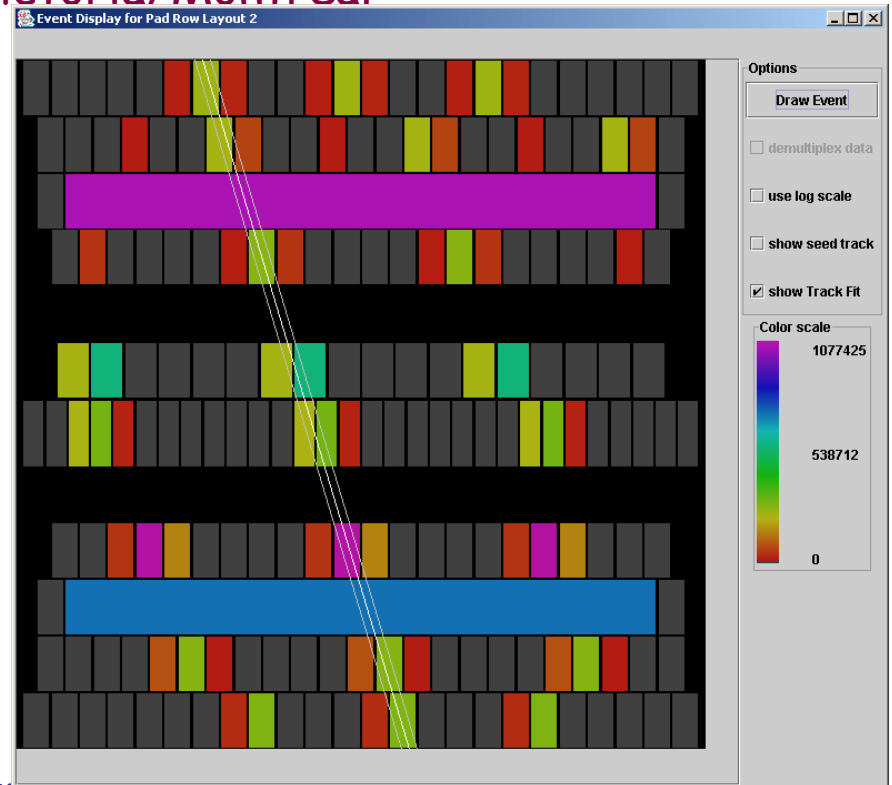 Event Display for Pad Row Layout 2
Options
Draw Event
demultiplex data
use log scale
show seed track
show Track Fit
Color scale
1077425
538712
0